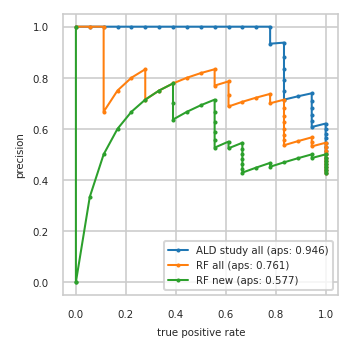 1.0
0.8
0.6
0.4
0.2
0.0
precision
ALD study all (aps: 0.946)
RF all (aps: 0.761)
RF new (aps: 0.577)
0.0 0.2 0.4 0.6 0.8 1.0
true positive rate